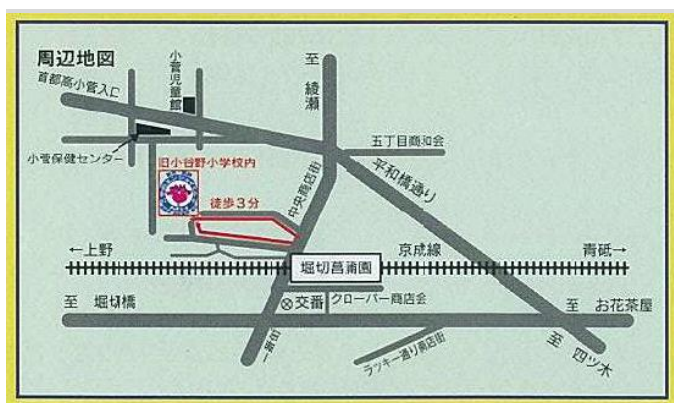 周辺地図
首都高小菅入口
小菅児童館
至 綾瀬
五丁目商和会
小菅保健センター
旧小谷野小学校内
徒歩3分
中央商店街
平和橋通り
←上野
堀切菖蒲園
京成線
青砥→
至 堀切橋
交番
クローバー商店会
至 お花茶屋
一番街
ラッキー通り商店街
至 四ツ木